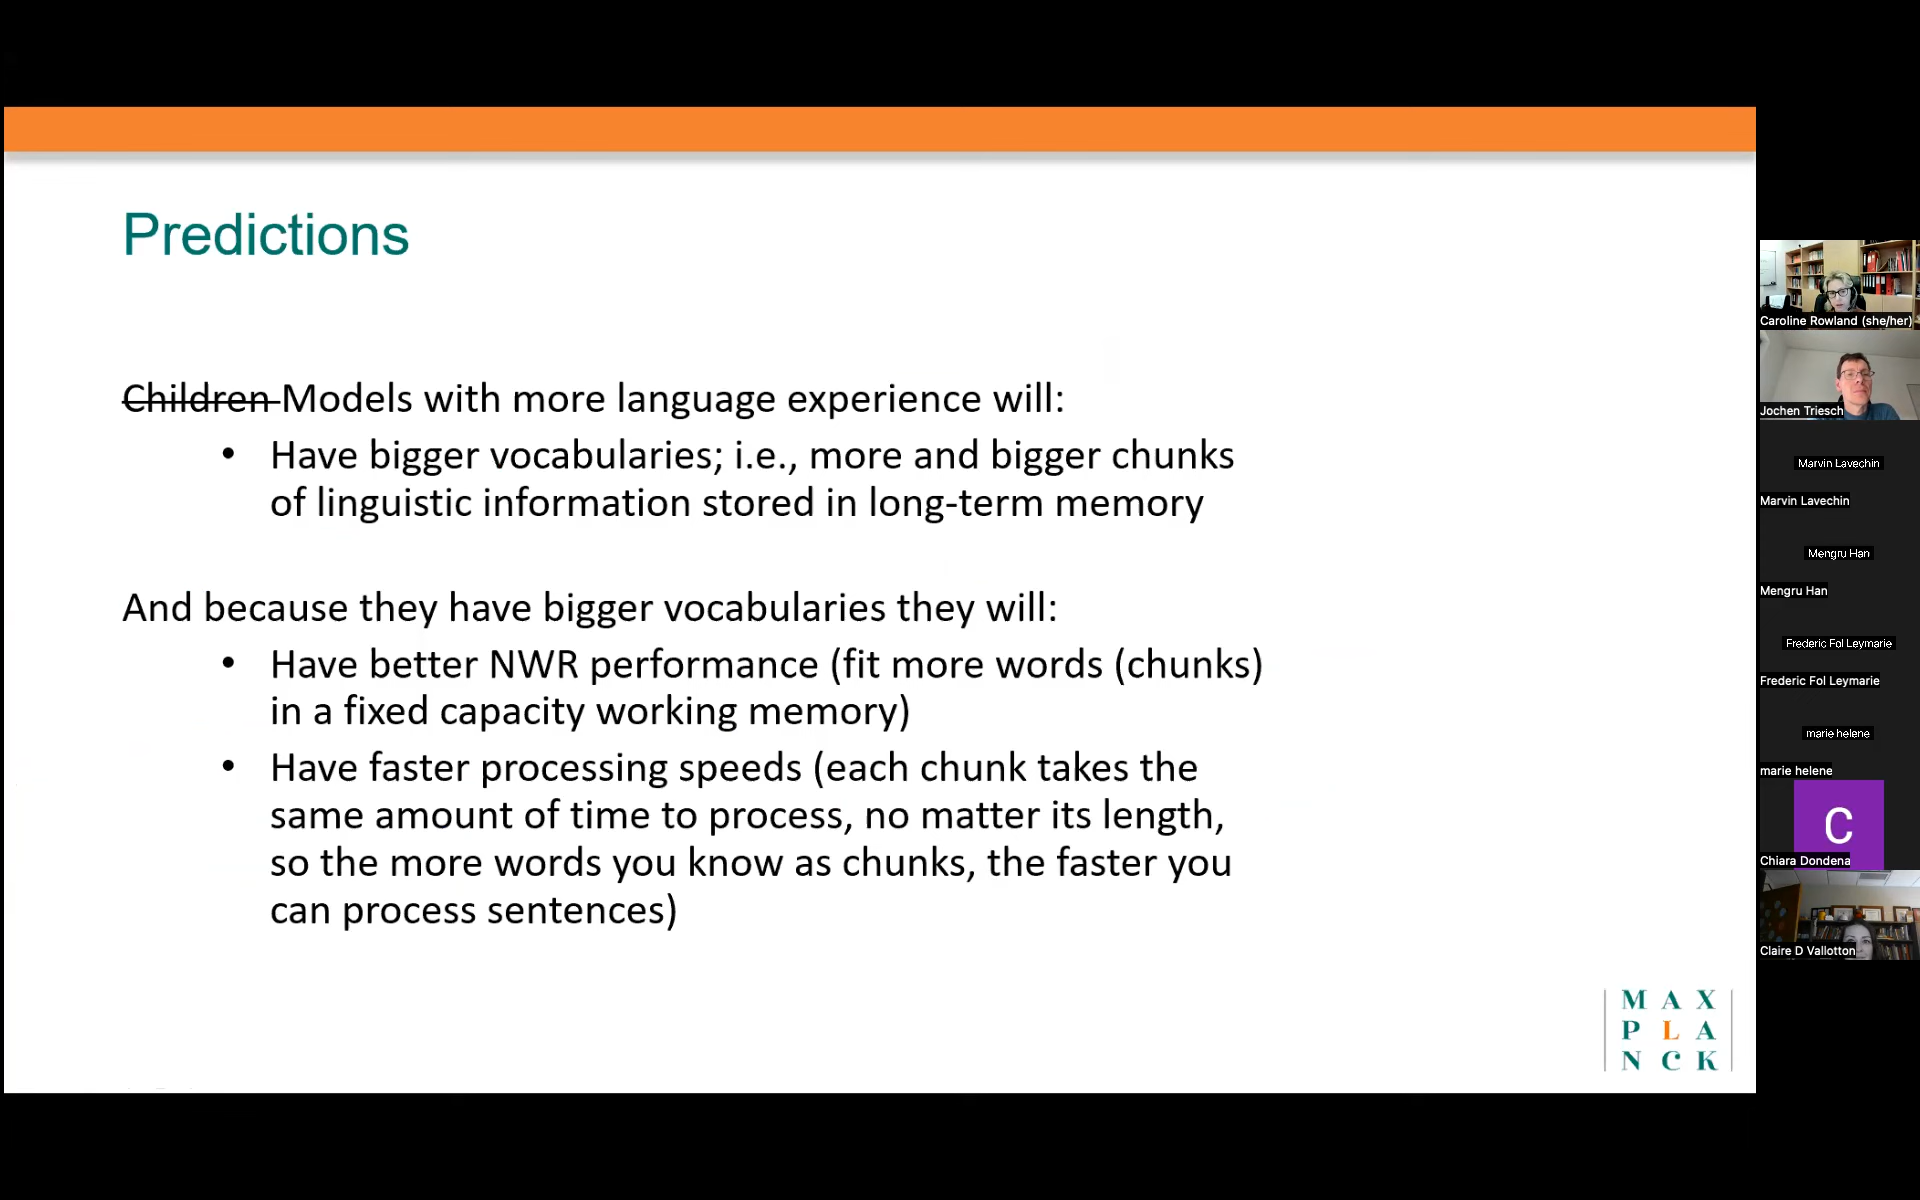 Predictions
Children Models with more language experience will:
• Have bigger vocabularies; i.e., more and bigger chunks
of linguistic information stored in long-term memory
And because they have bigger vocabularies they will:
• Have better NWR performance (fit more words (chunks)
in a fixed capacity working memory)
• Have faster processing speeds (each chunk takes the
same amount of time to process, no matter its length,
so the more words you know as chunks, the faster you
can process sentences)
MAX
PLA
NCK
Caroline Rowland (she/her)
Jochen Triesch
Marvin Lavechin
Marvin Lavechin
Mengru Han
Mengru Han
Frederic Fol Leymarie
Frederic Fol Leymarie
marie helene
marie helene
C
Chiara Dondena
Claire D Vallotton